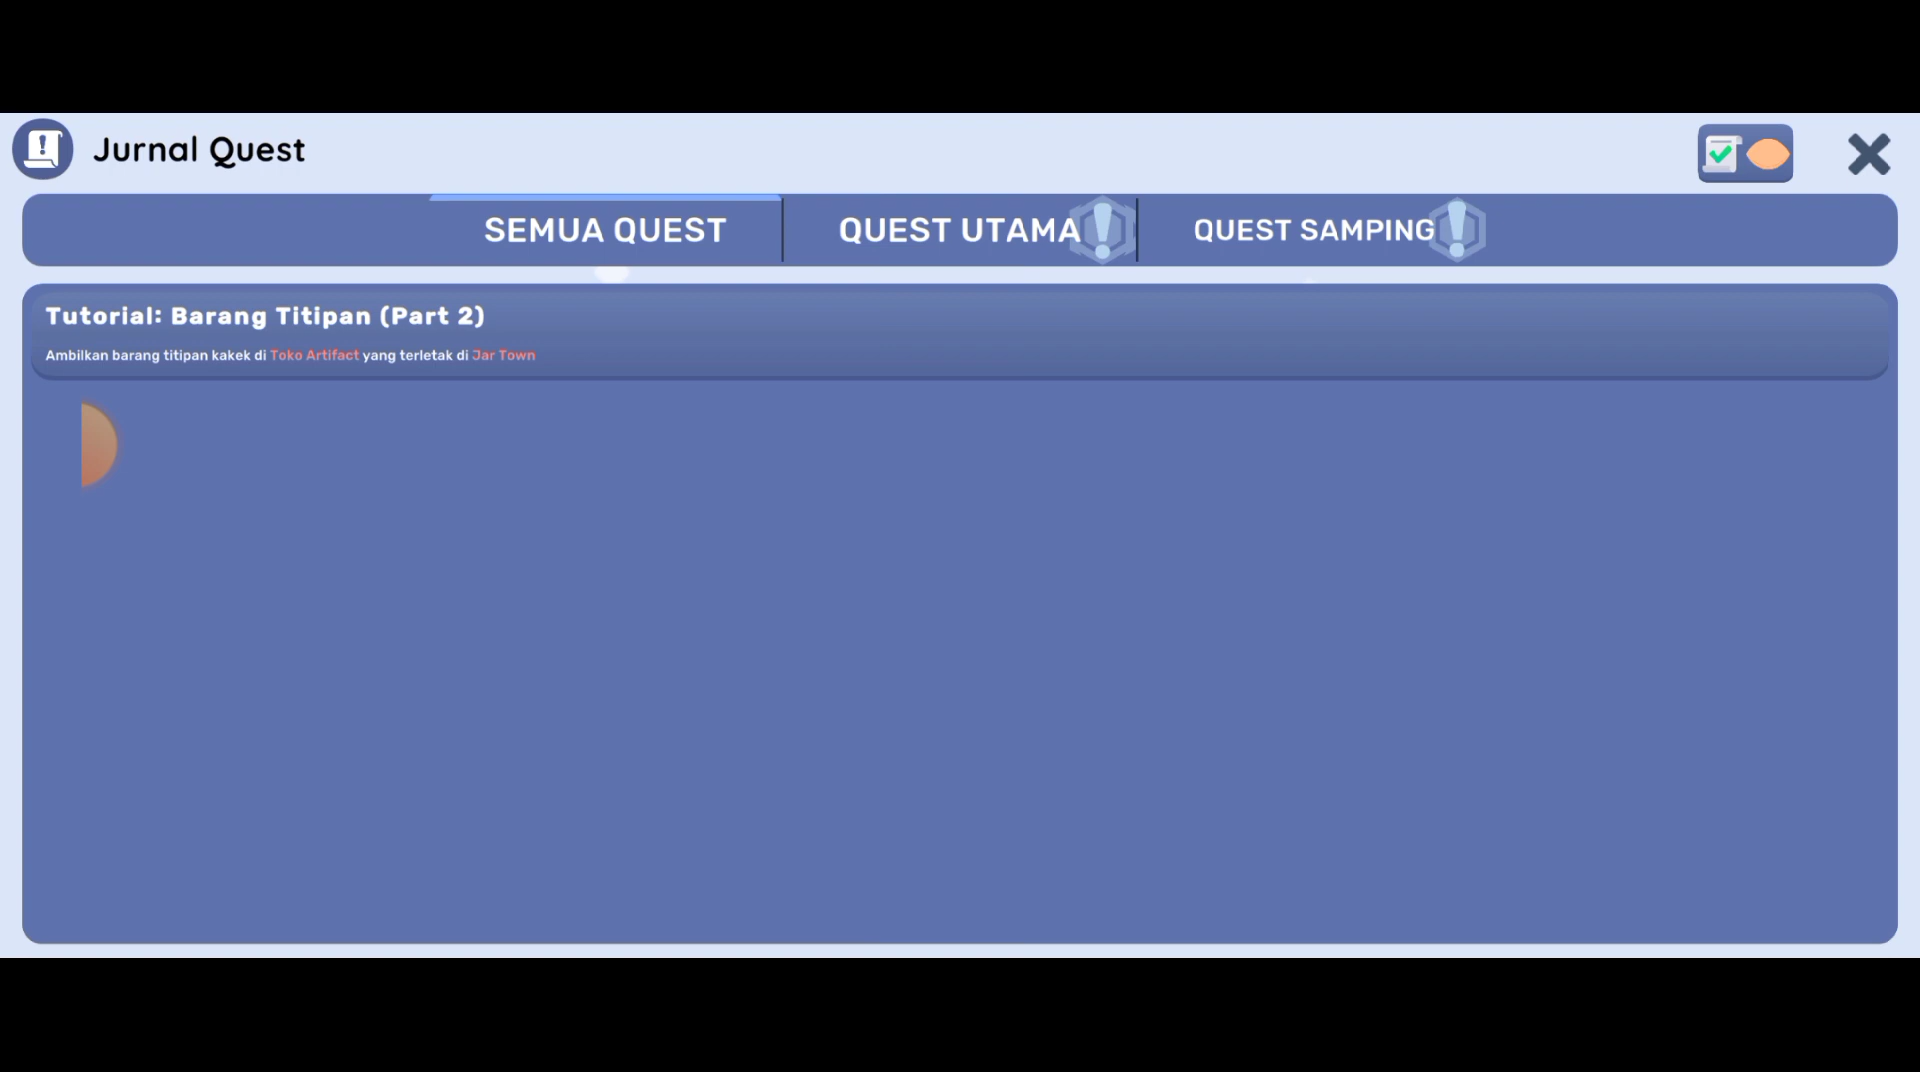 Jurnal Quest
SEMUA QUEST
QUEST UTAMA
QUEST SAMPING
Tutorial: Barang Titipan (Part 2)
Ambilkan barang titipan kakek di Toko Artifact yang terletak di Jar Town